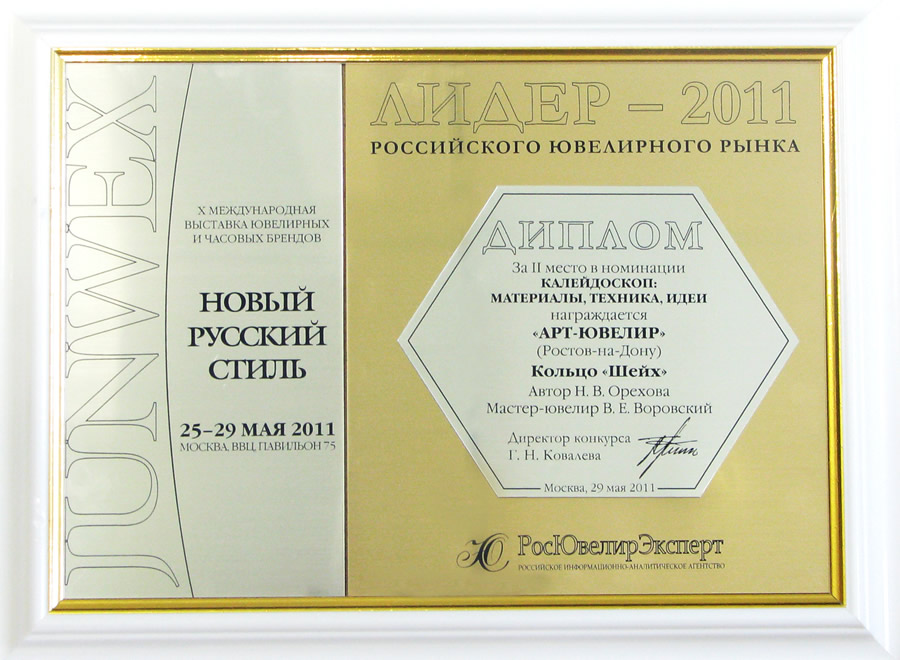 JUNWEX
X МЕЖДУНАРОДНАЯ
ВЫСТАВКА ЮВЕЛИРНЫХ
И ЧАСОВЫХ БРЕНДОВ
НОВЫЙ
РУССКИЙ
СТИЛЬ
25–29 МАЯ 2011
МОСКВА, ВВЦ, ПАВИЛЬОН 75
ЛИДЕР – 2011
РОССИЙСКОГО ЮВЕЛИРНОГО РЫНКА
ДИПЛОМ
За II место в номинации
КАЛЕЙДОСКОП:
МАТЕРИАЛЫ, ТЕХНИКА, ИДЕИ
награждается
«АРТ-ЮВЕЛИР»
(Ростов-на-Дону)
Кольцо «Шейх»
Автор Н. В. Орехова
Мастер-ювелир В. Е. Воровский
Директор конкурса
Г. Н. Ковалева
Москва, 29 мая 2011
РосЮвелирЭксперт
РОССИЙСКОЕ ИНФОРМАЦИОННО-АНАЛИТИЧЕСКОЕ АГЕНТСТВО